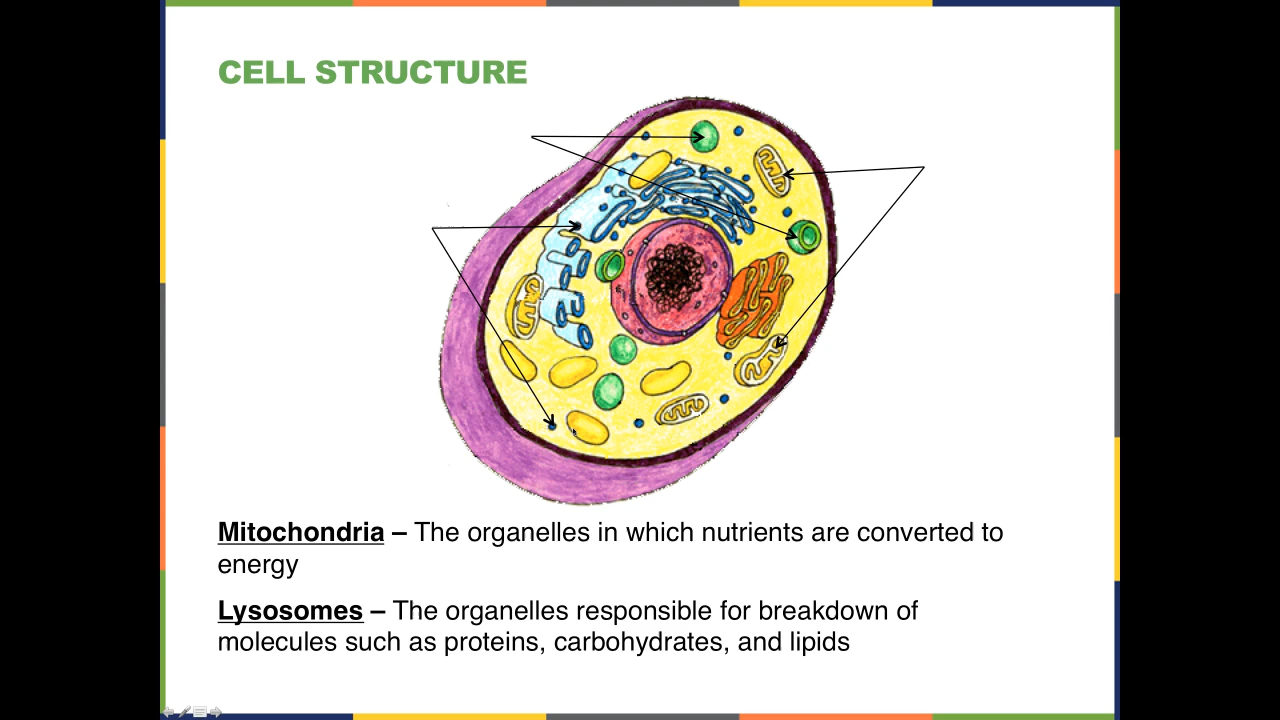 CELL STRUCTURE
Mitochondria – The organelles in which nutrients are converted to
energy
Lysosomes – The organelles responsible for breakdown of
molecules such as proteins, carbohydrates, and lipids